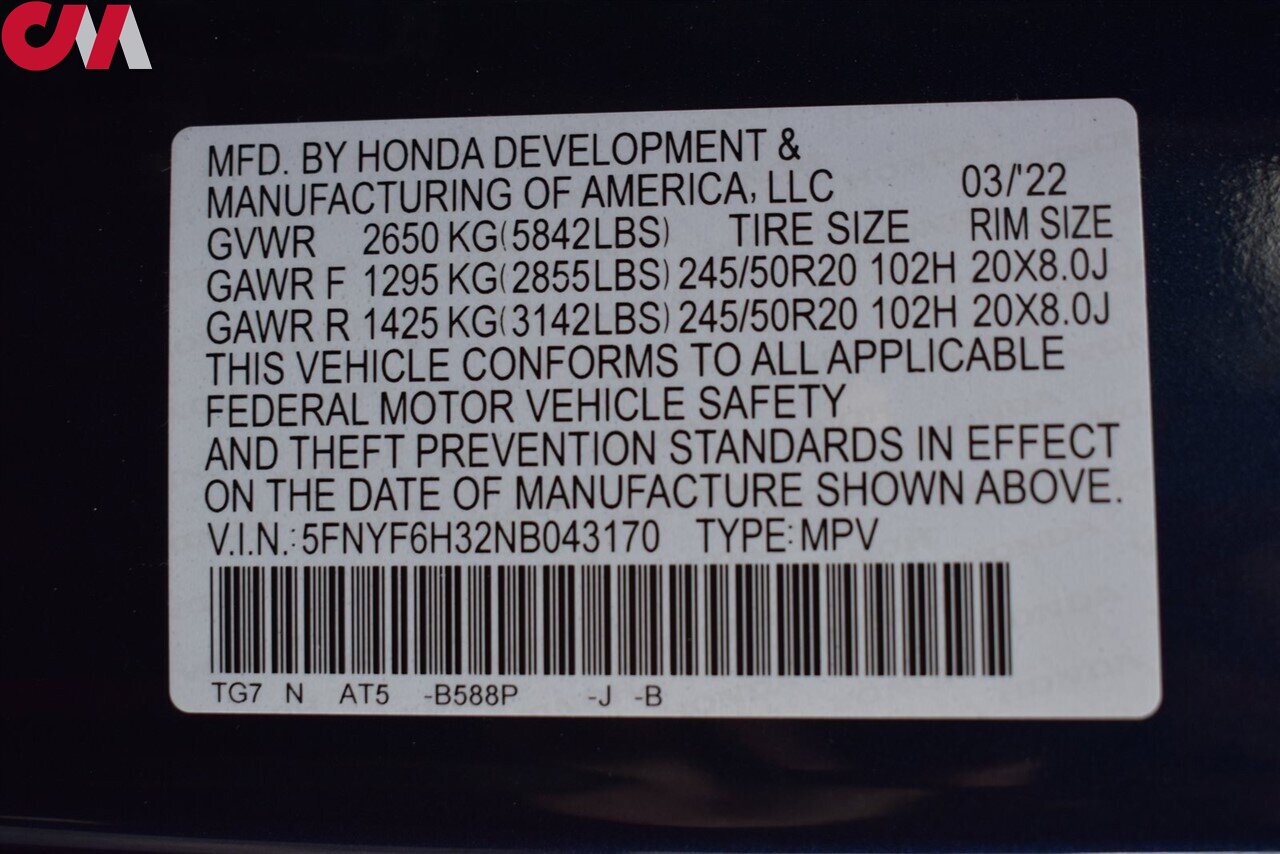 CM
MFD. BY HONDA DEVELOPMENT &
MANUFACTURING OF AMERICA, LLC 03/'22
GVWR 2650 KG(5842LBS) TIRE SIZE RIM SIZE
GAWR F 1295 KG(2855LBS) 245/50R20 102H 20X8.0J
GAWR R 1425 KG(3142LBS) 245/50R20 102H 20X8.0J
THIS VEHICLE CONFORMS TO ALL APPLICABLE
FEDERAL MOTOR VEHICLE SAFETY
AND THEFT PREVENTION STANDARDS IN EFFECT
ON THE DATE OF MANUFACTURE SHOWN ABOVE.
V.I.N.: 5FNYF6H32NB043170 TYPE: MPV
TG7 N AT5 -B588P -J -B